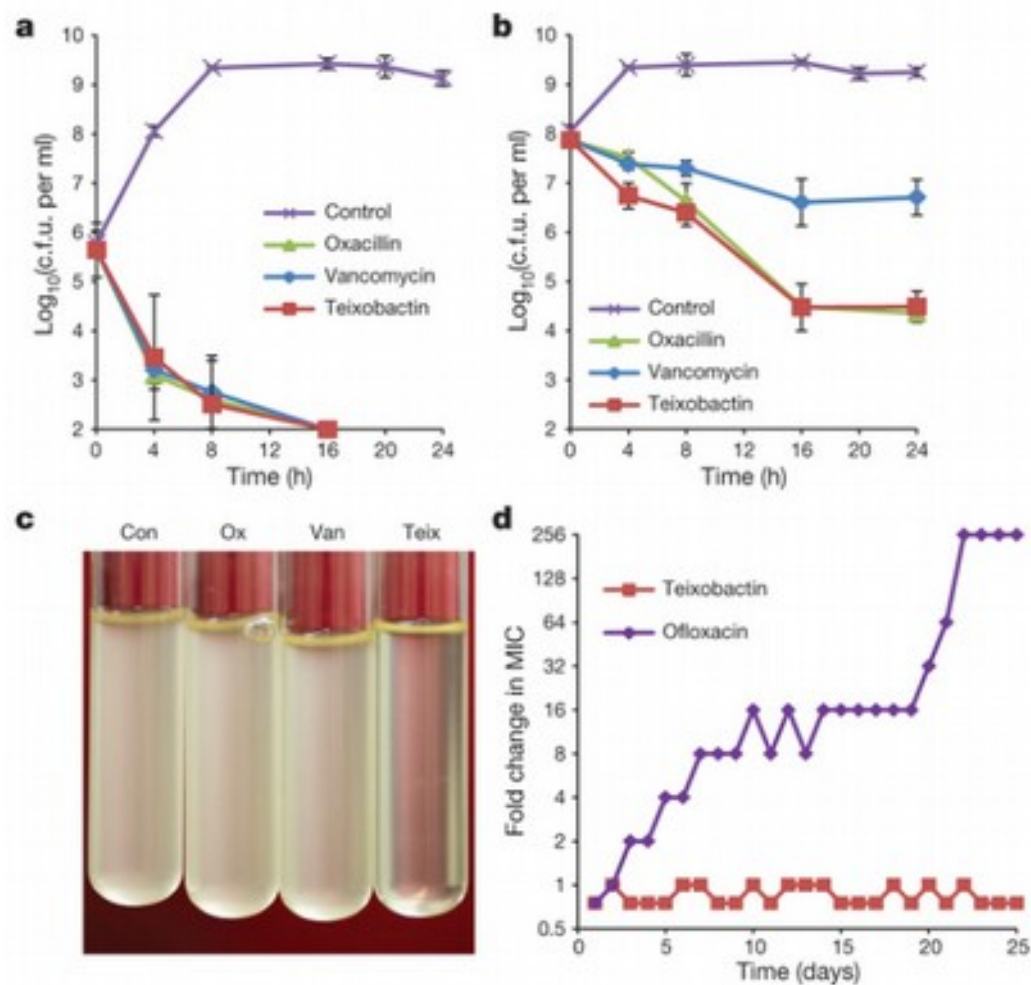 a
Log10(c.f.u. per ml)
10
9
8
7
6
5
4
3
2
Control
Oxacillin
Vancomycin
Teixobactin
0 4 8 12 16 20 24
Time (h)
b
Log10(c.f.u. per ml)
10
9
8
7
6
5
4
3
2
Control
Oxacillin
Vancomycin
Teixobactin
0 4 8 12 16 20 24
Time (h)
c
Con Ox Van Teix
d
Fold change in MIC
256
128
64
32
16
8
4
2
1
0.5
Teixobactin
Ofloxacin
0 5 10 15 20 25
Time (days)